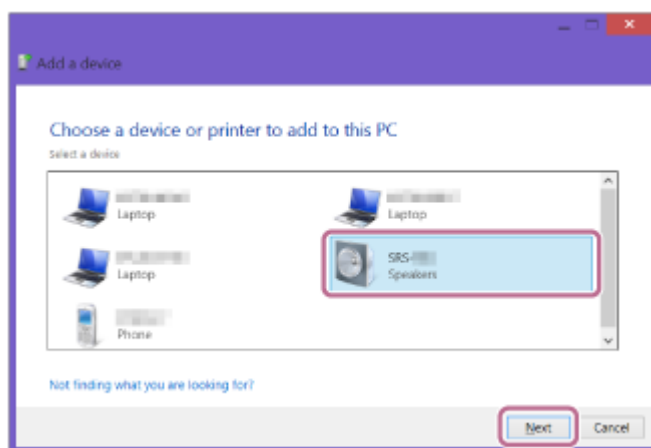 Add a device
Choose a device or printer to add to this PC
Select a device
Laptop
Laptop
Laptop
SRS-
Speakers
Phone
Not finding what you are looking for?
Next
Cancel